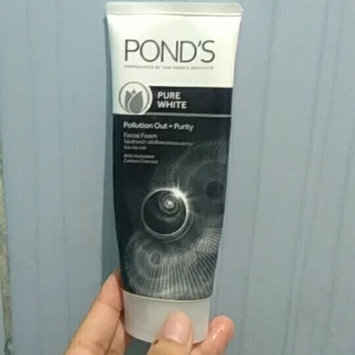 POND'S
FORMULATED BY THE POND'S INSTITUTE
PURE
WHITE
Pollution Out + Purity
Facial Foam
With Activated
Carbon Charcoal